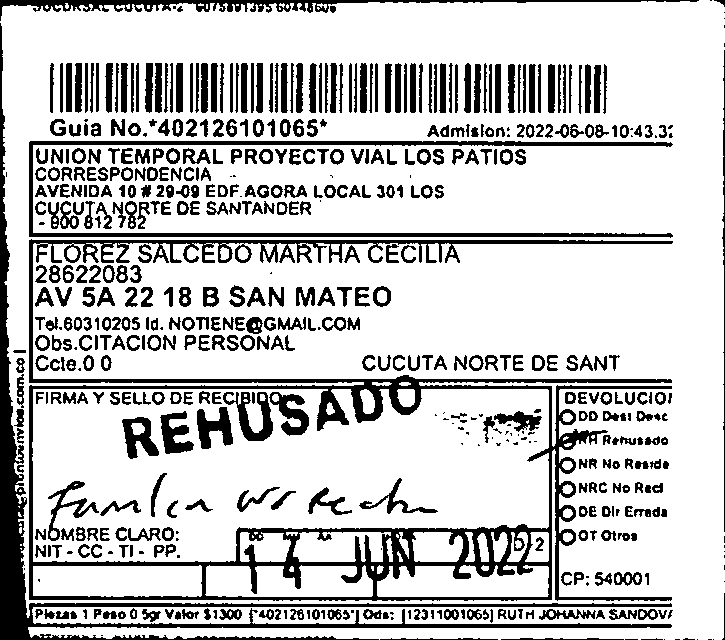 SUCURSAL CUCUTA-2
Guia No.*402126101065*
Admision: 2022-06-08-10:43.3
UNION TEMPORAL PROYECTO VIAL LOS PATIOS
CORRESPONDENCIA
AVENIDA 10 # 29-09 EDF.AGORA LOCAL 301 LOS
CUCUTA NORTE DE SANTANDER
- 900 812 782
FLOREZ SALCEDO MARTHA CECILIA
28622083
AV 5A 22 18 B SAN MATEO
Tel.60310205 Id. NOTIENE@GMAIL.COM
Obs.CITACION PERSONAL
Ccte.0 0
CUCUTA NORTE DE SANT
FIRMA Y SELLO DE RECIBIDO
REHUSADO
DEVOLUCIO
DD Dest Desc
RH Rehusado
NR No Reside
NRC No Recl
DE Dir Errada
OT Otros
CP: 540001
NOMBRE CLARO:
NIT - CC - TI - PP.
14 JUN 2022
Piezas 1 Peso 0 5gr Valor $1300 [*402126101065*] Ods: [12311001065] RUTH JOHANNA SANDOV